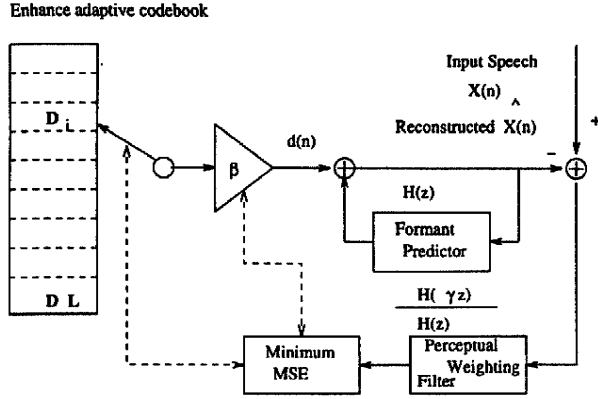 Enhance adaptive codebook
Input Speech
X(n)
+
D i
β
d(n)
Reconstructed X̂(n)
−
H(z)
Formant
Predictor
H( γz)
H(z)
D L
Minimum
MSE
Perceptual
Weighting
Filter